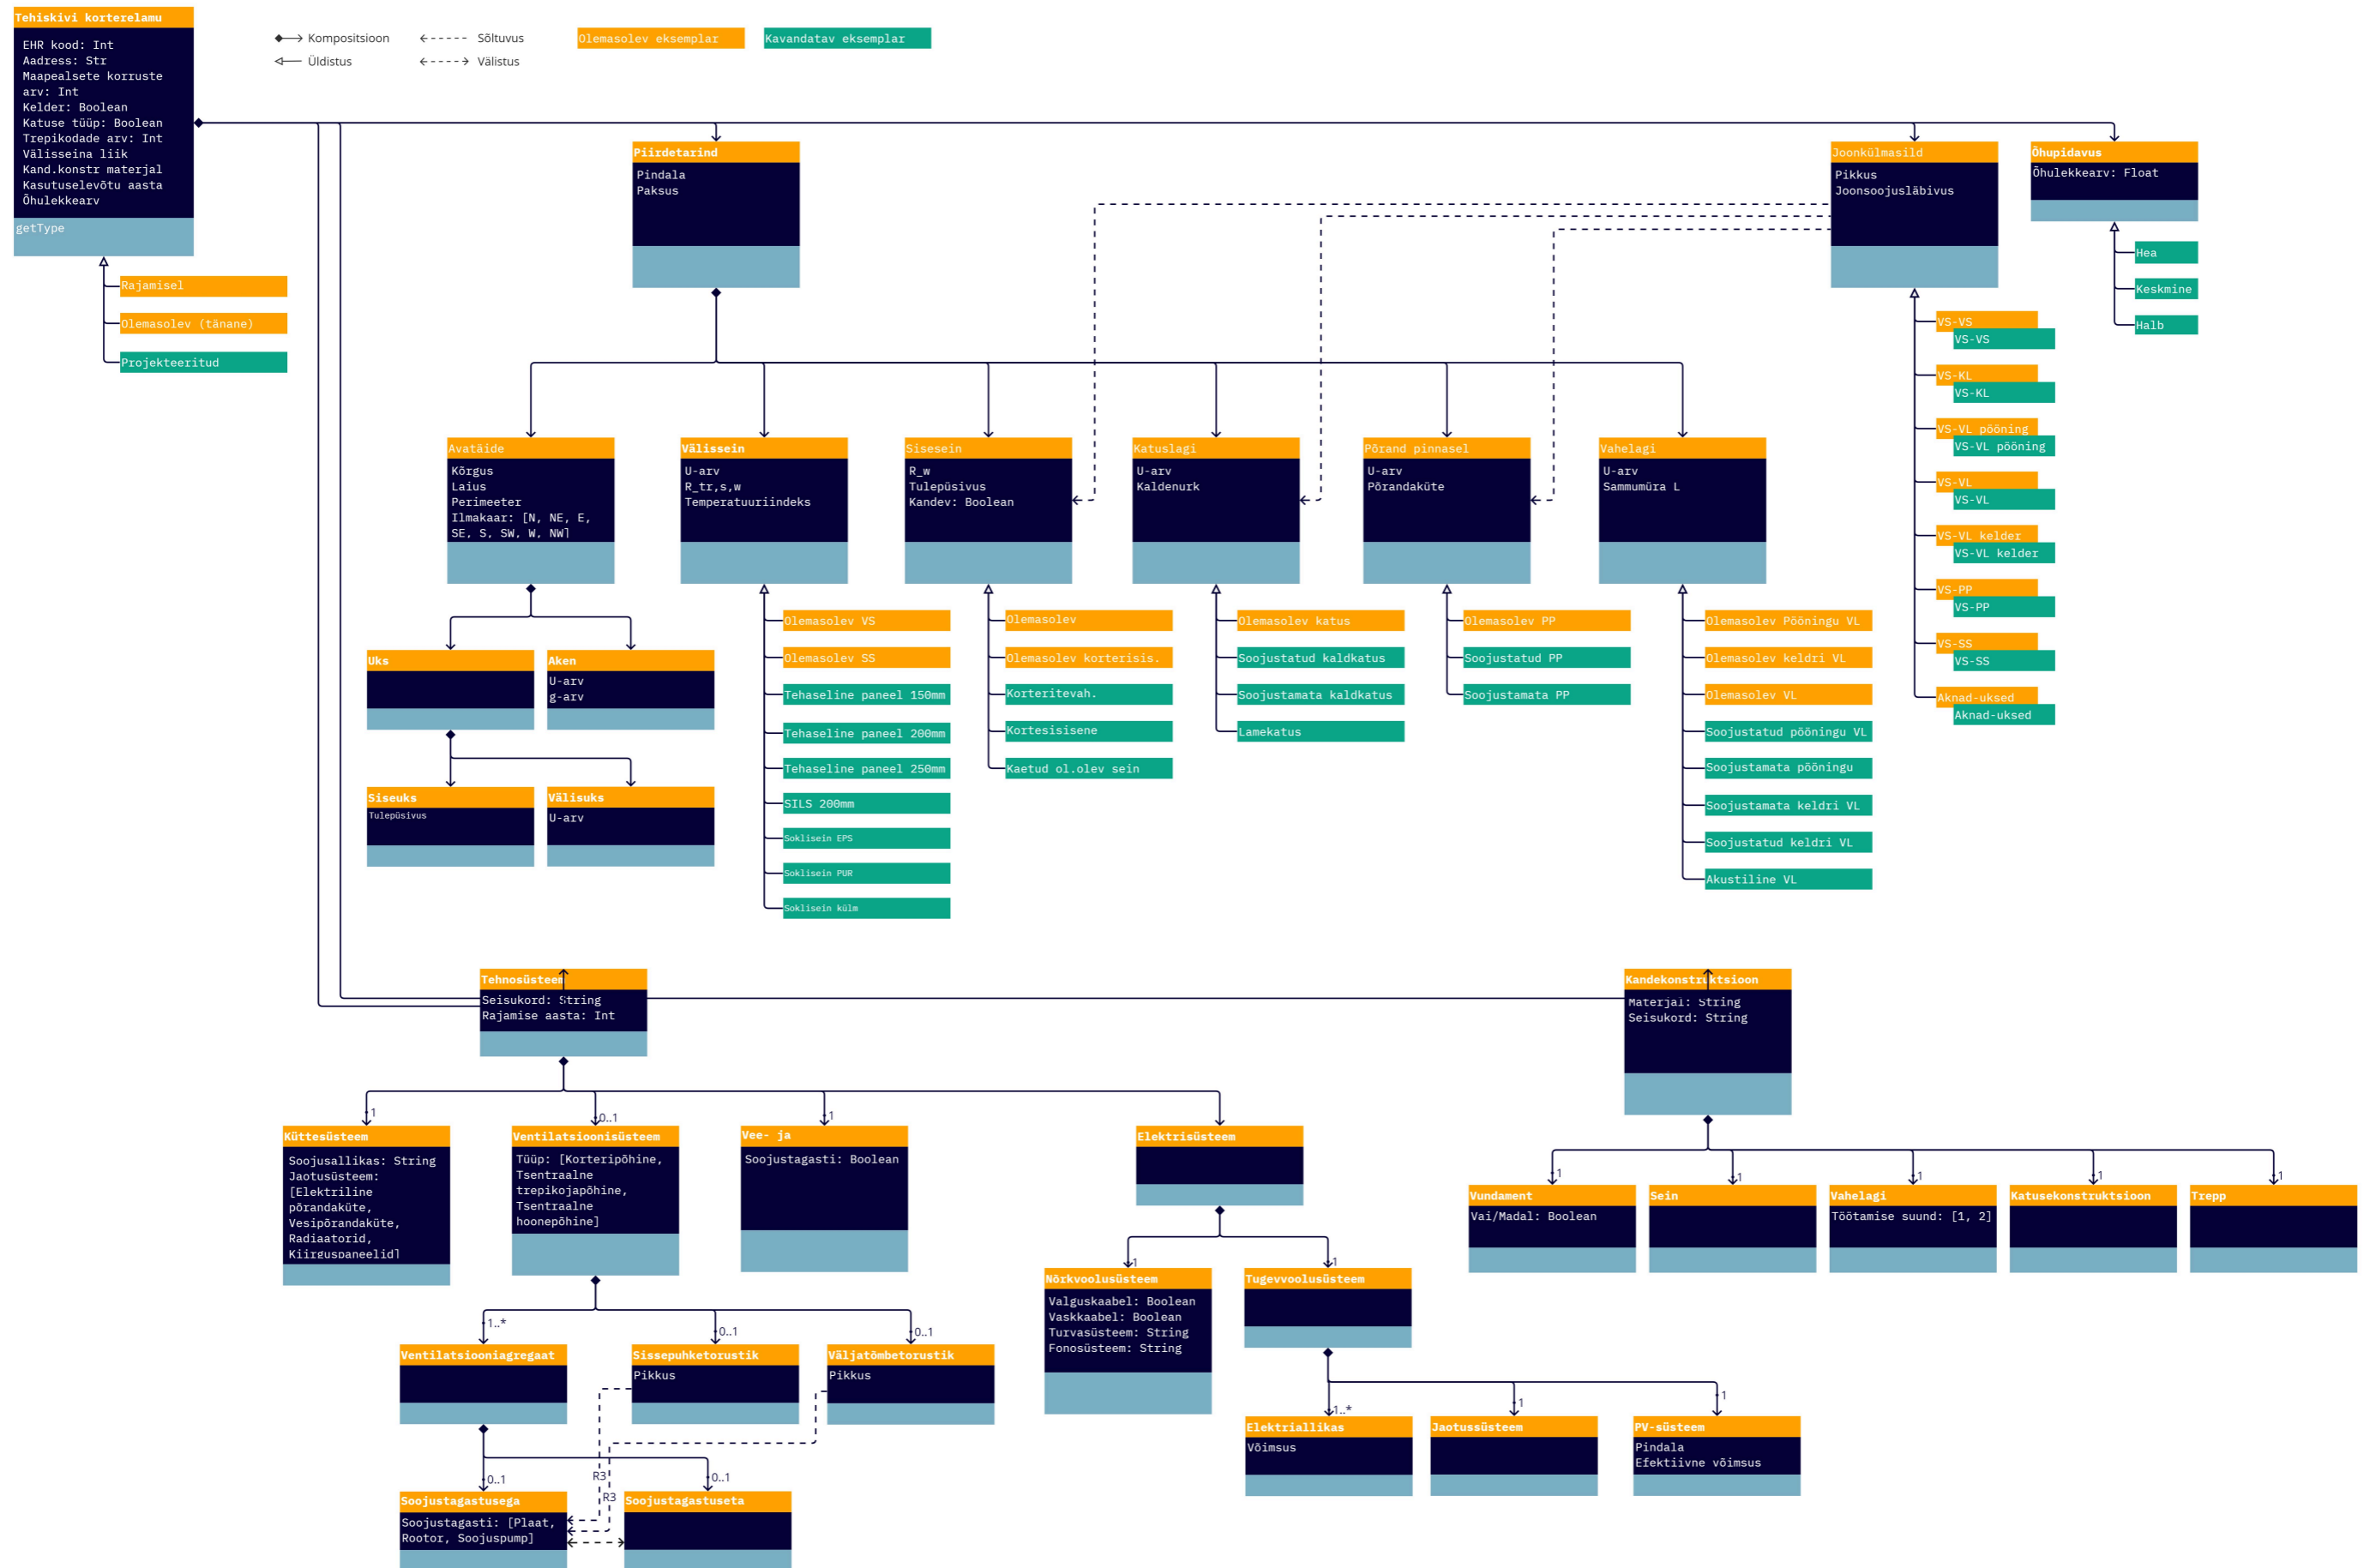 Tehiskivi korterelamu
EHR kood: Int
Aadress: Str
Maapealsete korruste
arv: Int
Kelder: Boolean
Katuse tüüp: Boolean
Trepikodade arv: Int
Välisseina liik
Kand.konstr materjal
Kasutuselevõtu aasta
Õhulekkearv
getType
Rajamisel
Olemasolev (tänane)
Projekteeritud
Kompositsioon
Üldistus
Sõltuvus
Välistus
Olemasolev eksemplar
Kavandatav eksemplar
Piirdetarind
Pindala
Paksus
Joonkülmasild
Pikkus
Joonsoojusläbivus
Õhupidavus
Õhulekkearv: Float
Hea
Keskmine
Halb
VS-VS
VS-VS
VS-KL
VS-KL
VS-VL pööning
VS-VL pööning
VS-VL
VS-VL
VS-VL kelder
VS-VL kelder
VS-PP
VS-PP
VS-SS
VS-SS
Aknad-uksed
Aknad-uksed
Avatäide
Kõrgus
Laius
Perimeeter
Ilmakaar: [N, NE, E,
SE, S, SW, W, NW]
Välissein
U-arv
R_tr,s,w
Temperatuuriindeks
Sisesein
R_w
Tulepüsivus
Kandev: Boolean
Katuslagi
U-arv
Kaldenurk
Põrand pinnasel
U-arv
Põrandaküte
Vahelagi
U-arv
Sammumüra L
Uks
Aken
U-arv
g-arv
Siseuks
Tulepüsivus
Välisuks
U-arv
Olemasolev VS
Olemasolev SS
Tehaseline paneel 150mm
Tehaseline paneel 200mm
Tehaseline paneel 250mm
SILS 200mm
Soklisein EPS
Soklisein PUR
Soklisein külm
Olemasolev
Olemasolev korterisis.
Korteritevah.
Kortesisisene
Kaetud ol.olev sein
Olemasolev katus
Soojustatud kaldkatus
Soojustamata kaldkatus
Lamekatus
Olemasolev PP
Soojustatud PP
Soojustamata PP
Olemasolev Pööningu VL
Olemasolev keldri VL
Olemasolev VL
Soojustatud pööningu VL
Soojustamata pööningu
Soojustamata keldri VL
Soojustatud keldri VL
Akustiline VL
Tehnosüsteem
Seisukord: String
Rajamise aasta: Int
Kandekonstruktsioon
Materjal: String
Seisukord: String
1
0..1
1
Küttesüsteem
Soojusallikas: String
Jaotusüsteem:
[Elektriline
põrandaküte,
Vesipõrandaküte,
Radiaatorid,
Kiirguspaneelid]
Ventilatsioonisüsteem
Tüüp: [Korteripõhine,
Tsentraalne
trepikojapõhine,
Tsentraalne
hoonepõhine]
Vee- ja
Soojustagasti: Boolean
Elektrisüsteem
1
1
1
1
1
Vundament
Vai/Madal: Boolean
Sein
Vahelagi
Töötamise suund: [1, 2]
Katusekonstruktsioon
Trepp
1
1
Nõrkvoolusüsteem
Valguskaabel: Boolean
Vaskkaabel: Boolean
Turvasüsteem: String
Fonosüsteem: String
Tugevvoolusüsteem
1..*
0..1
0..1
Ventilatsiooniagregaat
Sissepuhketorustik
Pikkus
Väljatõmbetorustik
Pikkus
1..*
1
1
Elektriallikas
Võimsus
Jaotussüsteem
PV-süsteem
Pindala
Efektiivne võimsus
0..1
R3
0..1
R3
Soojustagastusega
Soojustagasti: [Plaat,
Rootor, Soojuspump]
Soojustagastuseta